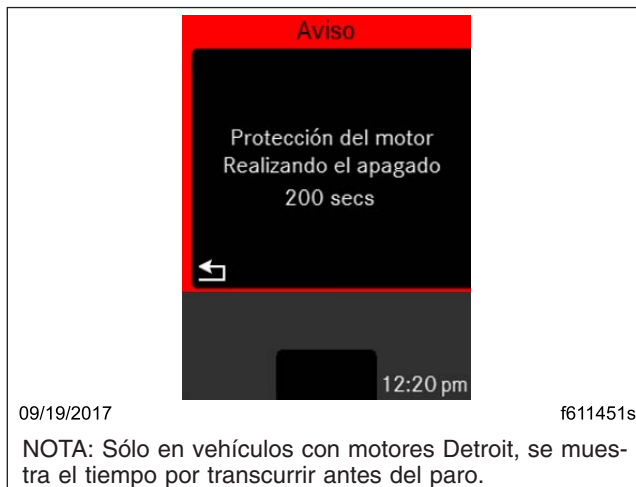 Aviso
Protección del motor
Realizando el apagado
200 secs
12:20 pm
09/19/2017
f611451s
NOTA: Sólo en vehículos con motores Detroit, se mues-
tra el tiempo por transcurrir antes del paro.